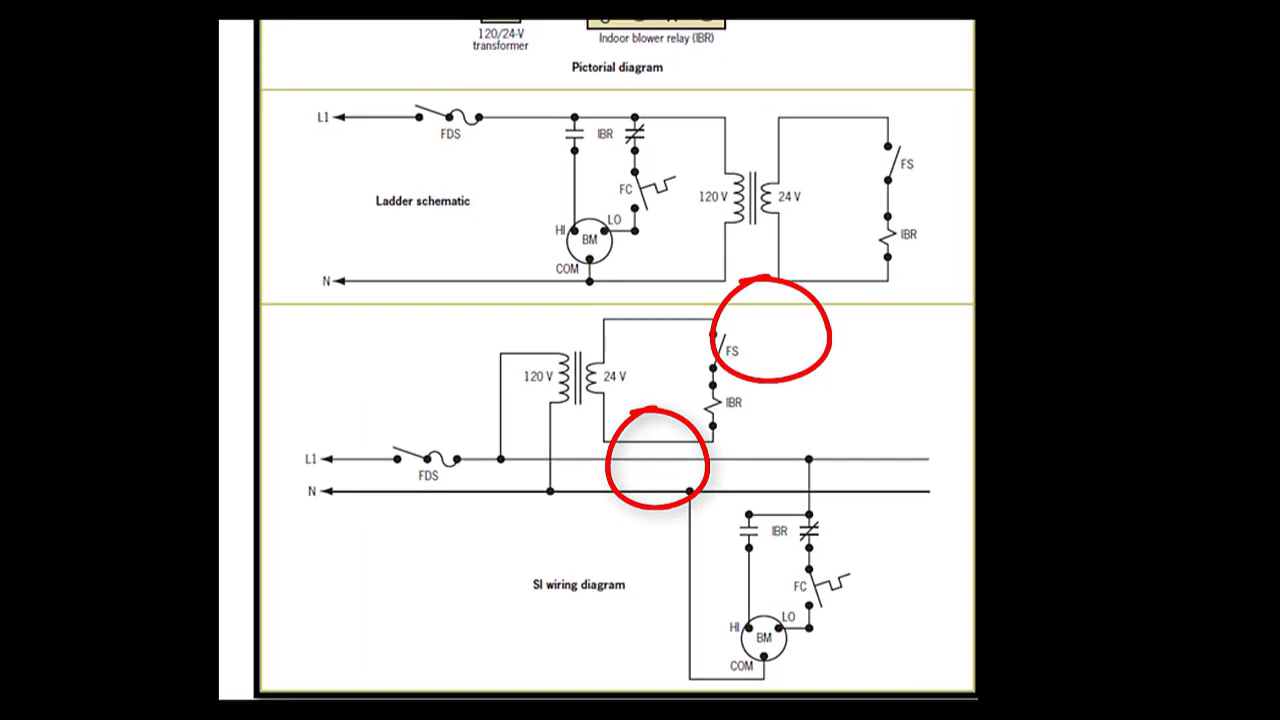 120/24-V
transformer
Indoor blower relay (IBR)
Pictorial diagram
L1
FDS
IBR
FS
FC
Ladder schematic
120 V
24 V
LO
HI
BM
IBR
COM
N
FS
120 V
24 V
IBR
L1
FDS
N
IBR
SI wiring diagram
FC
LO
HI
BM
COM